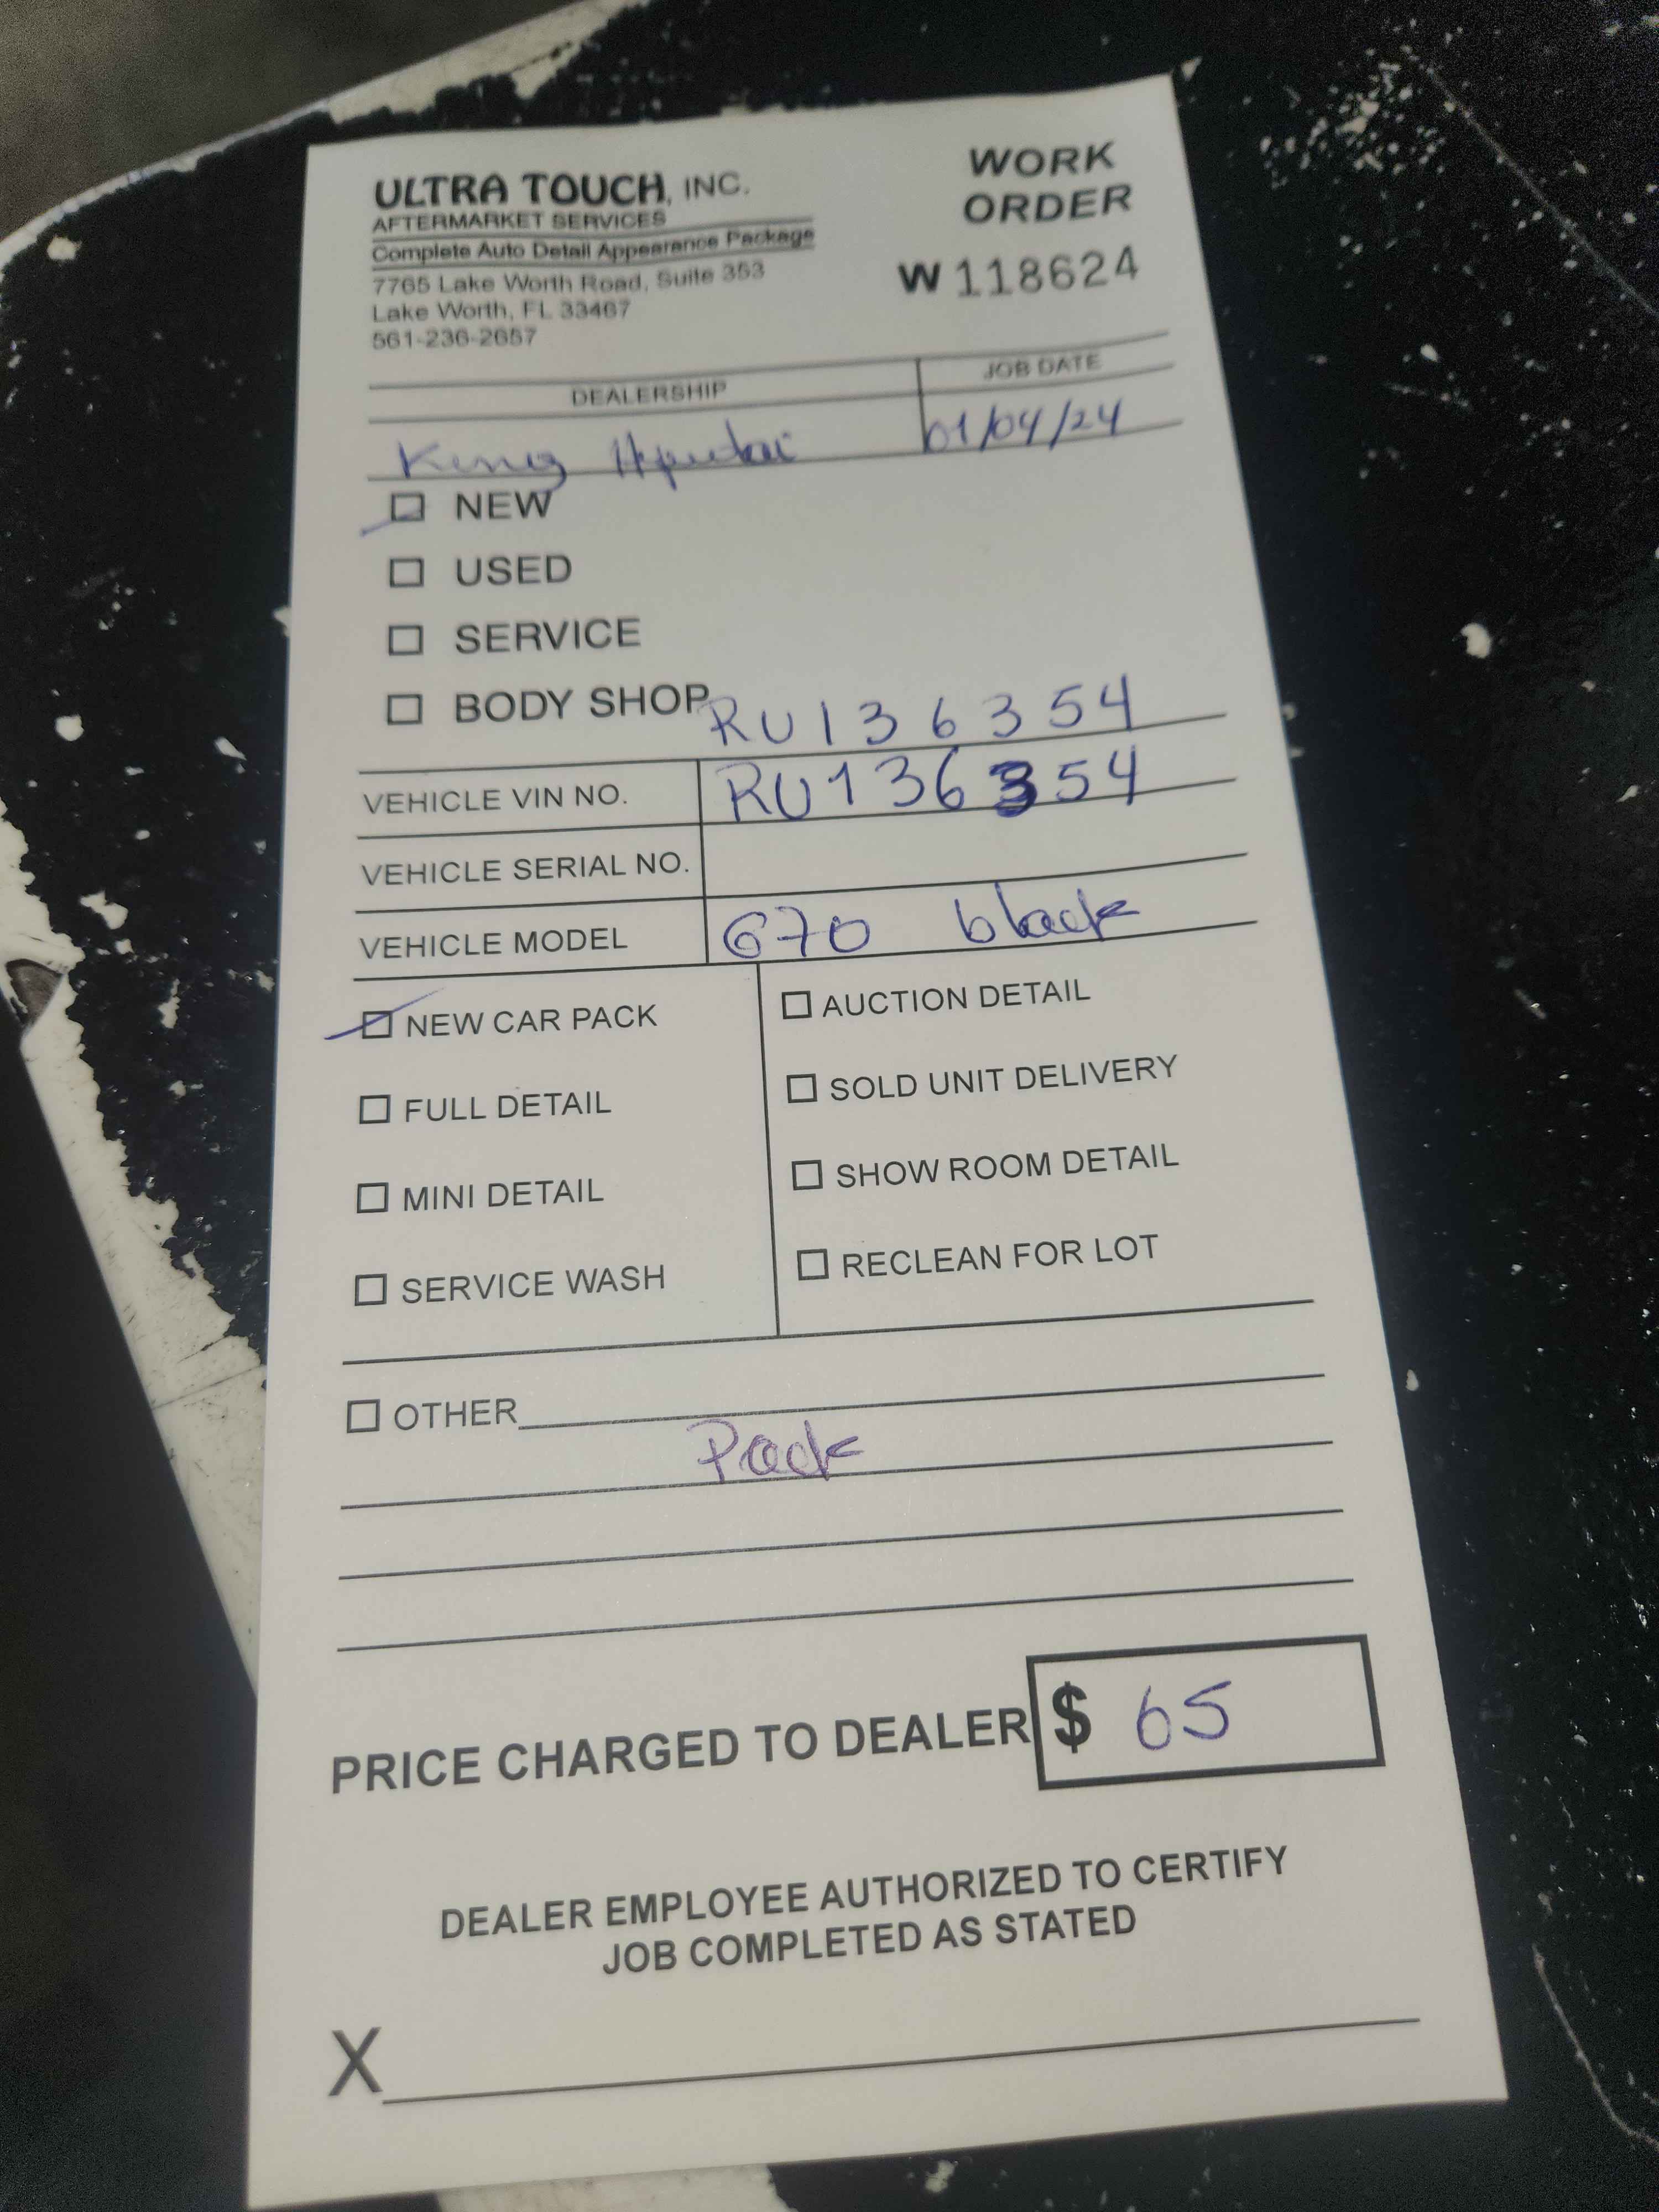 ULTRA TOUCH, INC.
AFTERMARKET SERVICES
Complete Auto Detail Appearance Package
7765 Lake Worth Road, Suite 353
Lake Worth, FL 33467
561-236-2657
WORK
ORDER
W 118624
DEALERSHIP
JOB DATE
King 01/04/24
NEW
USED
SERVICE
BODY SHOP
RU136354
VEHICLE VIN NO. RU136354
VEHICLE SERIAL NO.
VEHICLE MODEL G70 black
NEW CAR PACK
FULL DETAIL
MINI DETAIL
SERVICE WASH
AUCTION DETAIL
SOLD UNIT DELIVERY
SHOW ROOM DETAIL
RECLEAN FOR LOT
OTHER
Pack
PRICE CHARGED TO DEALER $ 65
DEALER EMPLOYEE AUTHORIZED TO CERTIFY
JOB COMPLETED AS STATED
X